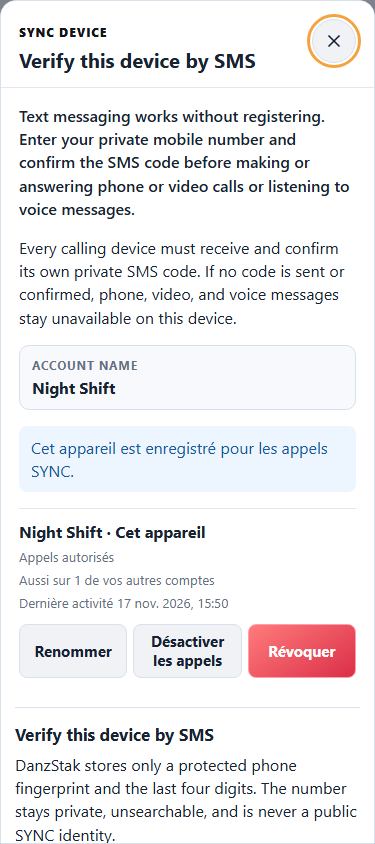 SYNC DEVICE
Verify this device by SMS
Text messaging works without registering.
Enter your private mobile number and
confirm the SMS code before making or
answering phone or video calls or listening to
voice messages.
Every calling device must receive and confirm
its own private SMS code. If no code is sent or
confirmed, phone, video, and voice messages
stay unavailable on this device.
ACCOUNT NAME
Night Shift
Cet appareil est enregistré pour les appels
SYNC.
Night Shift · Cet appareil
Appels autorisés
Aussi sur 1 de vos autres comptes
Dernière activité 17 nov. 2026, 15:50
Renommer
Désactiver
les appels
Révoquer
Verify this device by SMS
DanzStak stores only a protected phone
fingerprint and the last four digits. The number
stays private, unsearchable, and is never a public
SYNC identity.